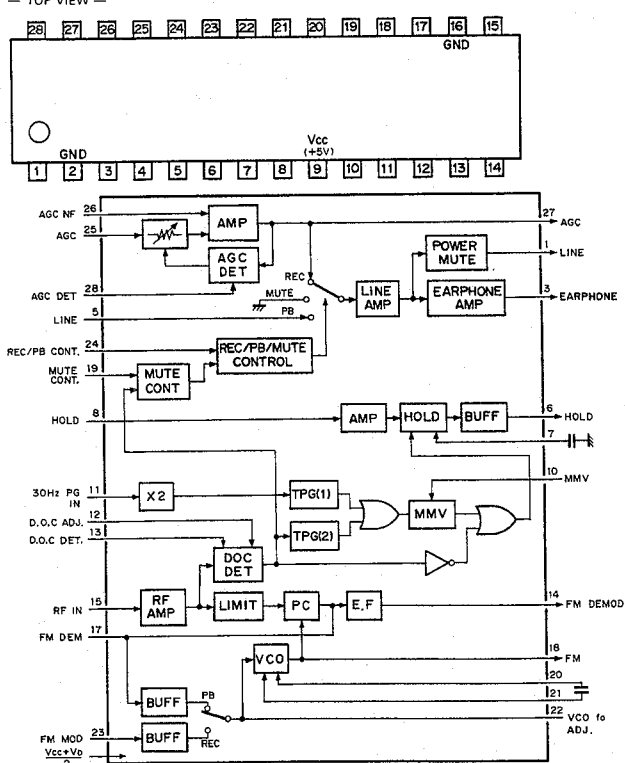 — TOP VIEW —
28 27 26 25 24 23 22 21 20 19 18 17 16 15
GND
Vcc
(+5V)
GND
1 2 3 4 5 6 7 8 9 10 11 12 13 14
AGC NF 26
27 AGC
AGC 25
AMP
AGC
DET
POWER
MUTE
1 LINE
REC
MUTE
PB
LINE
AMP
EARPHONE
AMP
3 EARPHONE
AGC DET 28
LINE 5
REC/PB CONT. 24
REC/PB/MUTE
CONTROL
MUTE
CONT. 19
MUTE
CONT
HOLD 8
AMP
HOLD
BUFF
6 HOLD
7
10 MMV
30Hz PG
IN 11
X2
TPG(1)
MMV
D.O.C ADJ. 12
D.O.C DET. 13
TPG(2)
DOC
DET
RF IN 15
RF
AMP
LIMIT
PC
E.F
14 FM DEMOD
FM DEM 17
VCO
18 FM
20
21
22 VCO fo
ADJ.
BUFF
PB
FM MOD 23
BUFF
REC
Vcc+VD